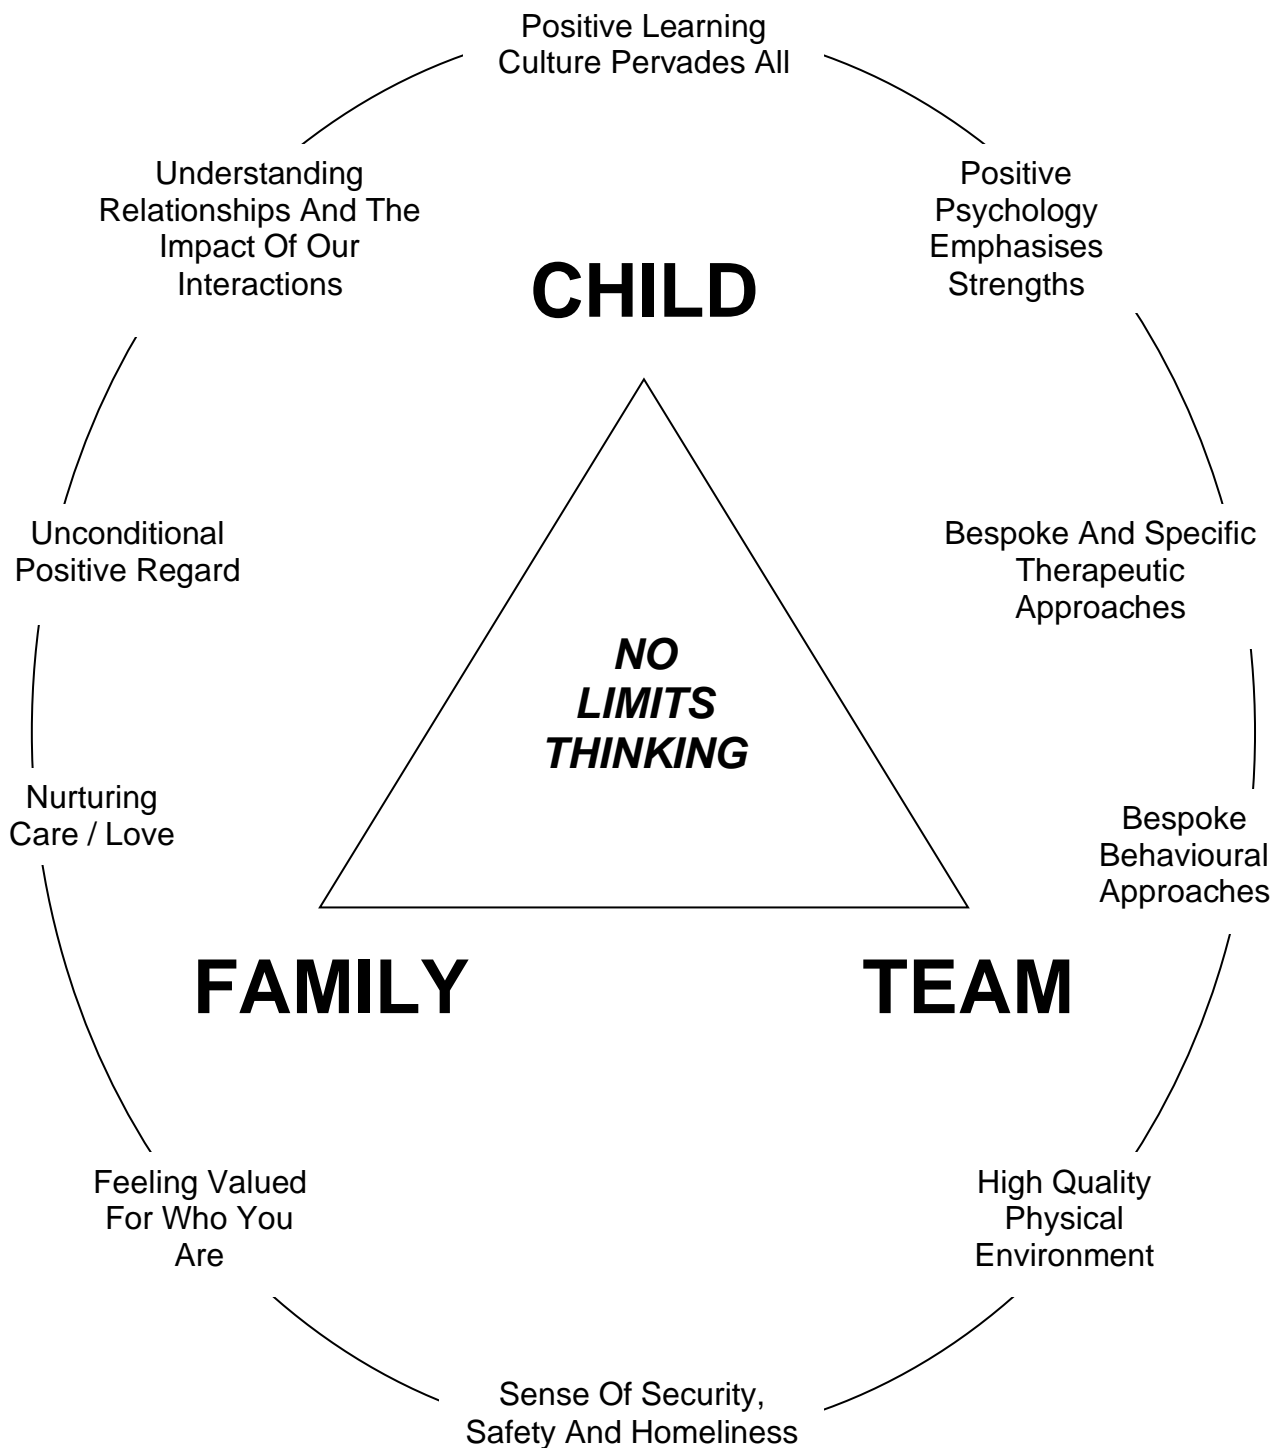 Positive Learning
Culture Pervades All
Understanding
Relationships And The
Impact Of Our
Interactions
Positive
Psychology
Emphasises
Strengths
CHILD
Unconditional
Positive Regard
Bespoke And Specific
Therapeutic
Approaches
NO
LIMITS
THINKING
Nurturing
Care / Love
Bespoke
Behavioural
Approaches
FAMILY
TEAM
Feeling Valued
For Who You
Are
High Quality
Physical
Environment
Sense Of Security,
Safety And Homeliness